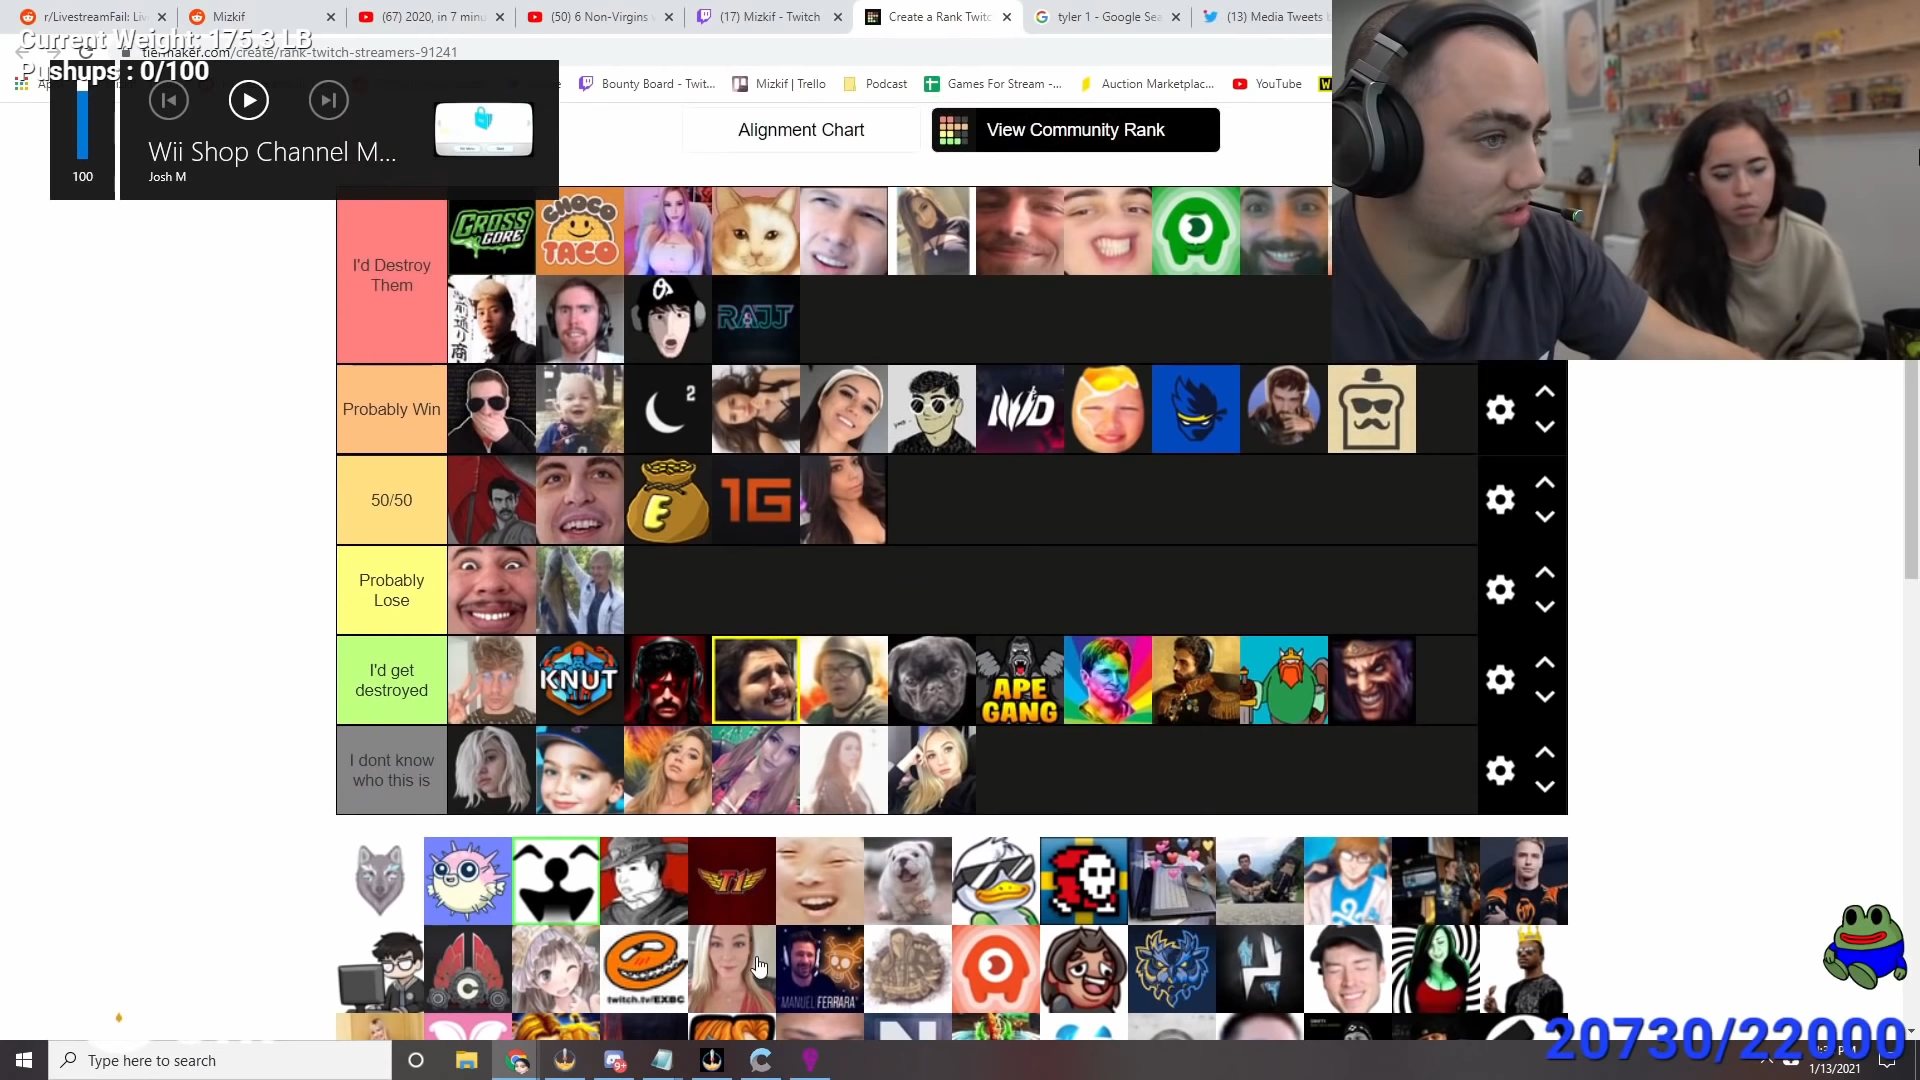 r/LivestreamFail: Liv
Mizkif
(67) 2020, in 7 minu
(50) 6 Non-Virgins v
(17) Mizkif - Twitch
Create a Rank Twitc
tyler 1 - Google Sea
(13) Media Tweets b
Current Weight: 175.3 LB
tiermaker.com/create/rank-twitch-streamers-91241
Pushups : 0/100
Bounty Board - Twit...
Mizkif | Trello
Podcast
Games For Stream -...
Auction Marketplac...
YouTube
Wii Shop Channel M...
Josh M
100
Alignment Chart
View Community Rank
I'd Destroy
Them
GROSS
GORE
CHOCO
TACO
RAJJ
Probably Win
2
50/50
E
1G
Probably
Lose
I'd get
destroyed
KNUT
APE
GANG
I dont know
who this is
T1
C
twitch.tv/EXBC
MANUEL FERRARA
20730/22000
Type here to search
9+
1/13/2021